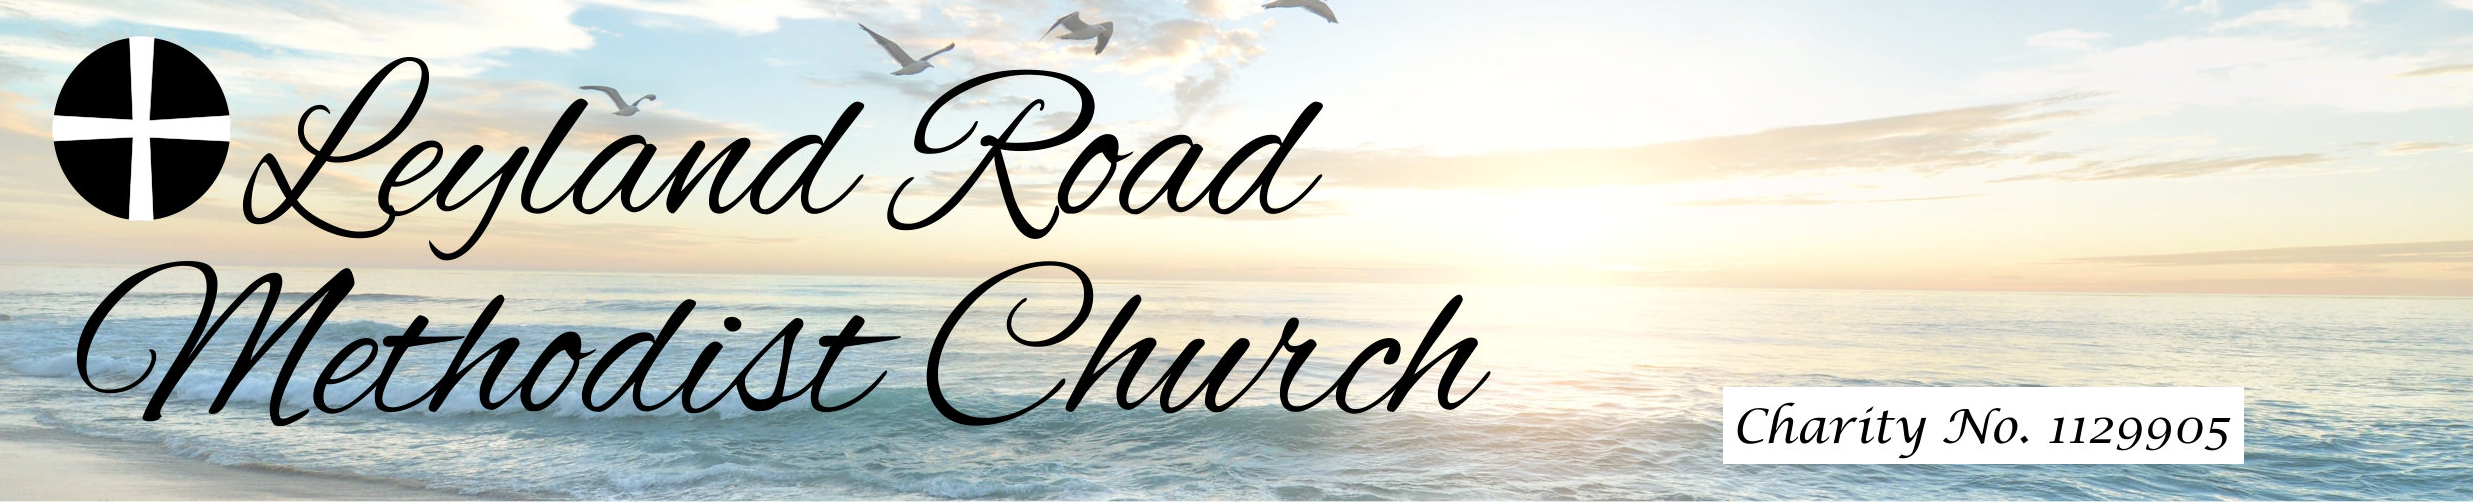 Leyland Road
Methodist Church
Charity No. 1129905